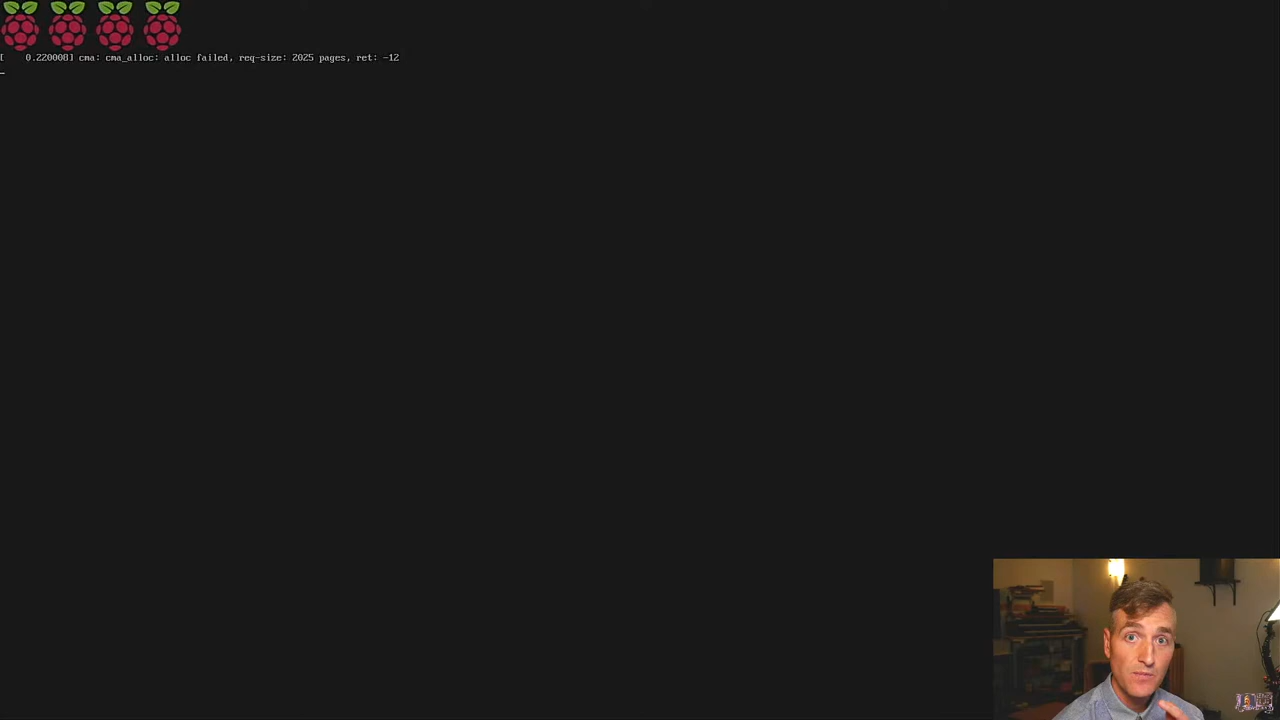 [    0.220008] cma: cma_alloc: alloc failed, req-size: 2025 pages, ret: -12